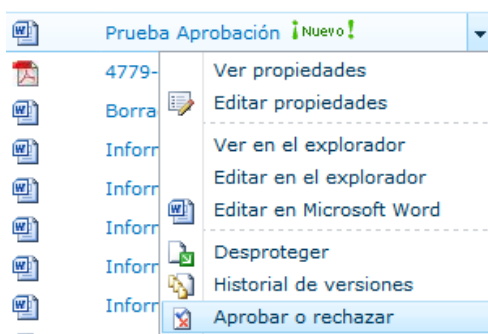 Prueba Aprobación ¡Nuevo!
4779-
Ver propiedades
Borra
Editar propiedades
Infor
Ver en el explorador
Infor
Editar en el explorador
Infor
Editar en Microsoft Word
Infor
Desproteger
Historial de versiones
Infor
Aprobar o rechazar